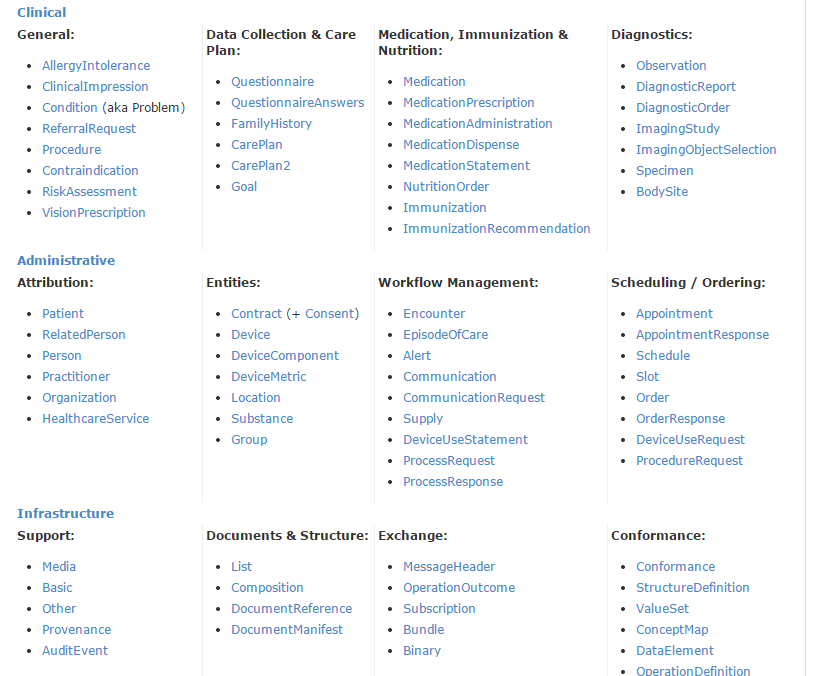 Clinical
General:
AllergyIntolerance
ClinicalImpression
Condition (aka Problem)
ReferralRequest
Procedure
Contraindication
RiskAssessment
VisionPrescription
Data Collection & Care
Plan:
Questionnaire
QuestionnaireAnswers
FamilyHistory
CarePlan
CarePlan2
Goal
Medication, Immunization &
Nutrition:
Medication
MedicationPrescription
MedicationAdministration
MedicationDispense
MedicationStatement
NutritionOrder
Immunization
ImmunizationRecommendation
Diagnostics:
Observation
DiagnosticReport
DiagnosticOrder
ImagingStudy
ImagingObjectSelection
Specimen
BodySite
Administrative
Attribution:
Patient
RelatedPerson
Person
Practitioner
Organization
HealthcareService
Entities:
Contract (+ Consent)
Device
DeviceComponent
DeviceMetric
Location
Substance
Group
Workflow Management:
Encounter
EpisodeOfCare
Alert
Communication
CommunicationRequest
Supply
DeviceUseStatement
ProcessRequest
ProcessResponse
Scheduling / Ordering:
Appointment
AppointmentResponse
Schedule
Slot
Order
OrderResponse
DeviceUseRequest
ProcedureRequest
Infrastructure
Support:
Media
Basic
Other
Provenance
AuditEvent
Documents & Structure:
List
Composition
DocumentReference
DocumentManifest
Exchange:
MessageHeader
OperationOutcome
Subscription
Bundle
Binary
Conformance:
Conformance
StructureDefinition
ValueSet
ConceptMap
DataElement
OperationDefinition